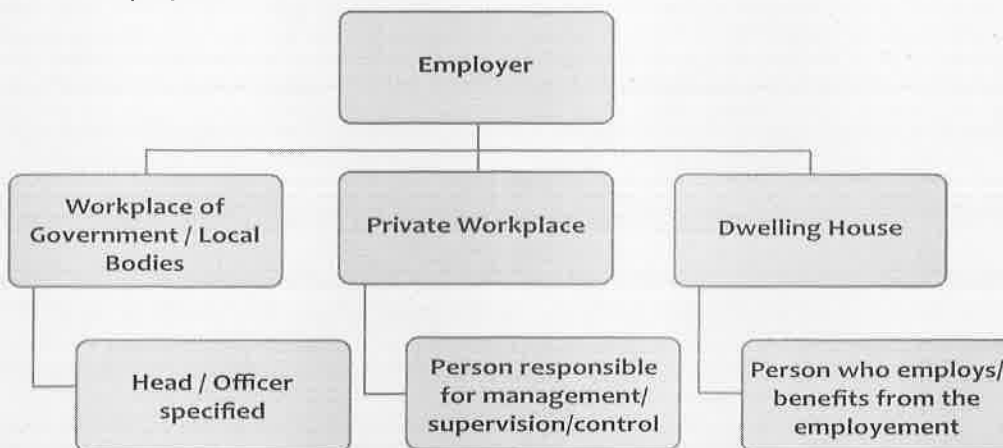 Employer
Workplace of
Government / Local
Bodies
Private Workplace
Dwelling House
Head / Officer
specified
Person responsible
for management/
supervision/control
Person who employs/
benefits from the
employement